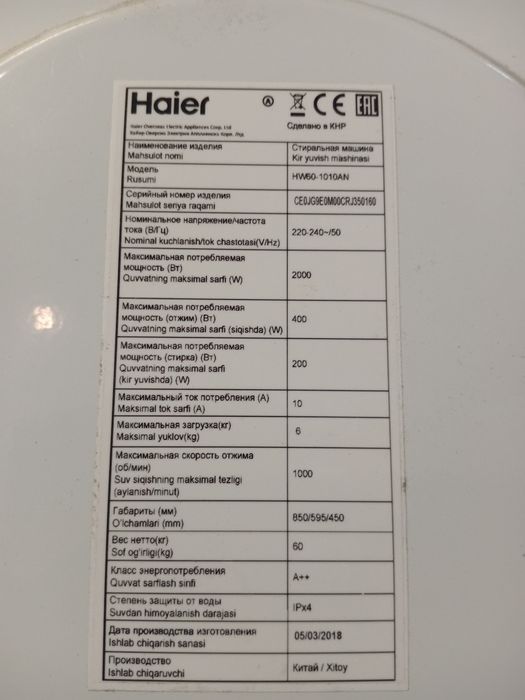 Haier
CE EAC
Сделано в КНР
Haier Overseas Electric Appliances Corp. Ltd
Наименование изделия
Mahsulot nomi
Стиральная машина
Kir yuvish mashinasi
Модель
Rusumi
HW60-1010AN
Серийный номер изделия
Mahsulot seriya raqami
CE0JG9E0M00CRJ350160
Номинальное напряжение/частота
тока (В/Гц)
Nominal kuchlanish/tok chastotasi(V/Hz)
220-240~/50
Максимальная потребляемая
мощность (Вт)
Quvvatning maksimal sarfi (W)
2000
Максимальная потребляемая
мощность (отжим) (Вт)
Quvvatning maksimal sarfi (siqishda) (W)
400
Максимальная потребляемая
мощность (стирка) (Вт)
Quvvatning maksimal sarfi
(kir yuvishda) (W)
200
Максимальный ток потребления (А)
Maksimal tok sarfi (A)
10
Максимальная загрузка(кг)
Maksimal yuklov(kg)
6
Максимальная скорость отжима
(об/мин)
Suv siqishning maksimal tezligi
(aylanish/minut)
1000
Габариты (мм)
O'lchamlari (mm)
850/595/450
Вес нетто(кг)
Sof og'irligi(kg)
60
Класс энергопотребления
Quvvat sarflash sinfi
A++
Степень защиты от воды
Suvdan himoyalanish darajasi
IPx4
Дата производства изготовления
Ishlab chiqarish sanasi
05/03/2018
Производство
Ishlab chiqaruvchi
Китай / Xitoy